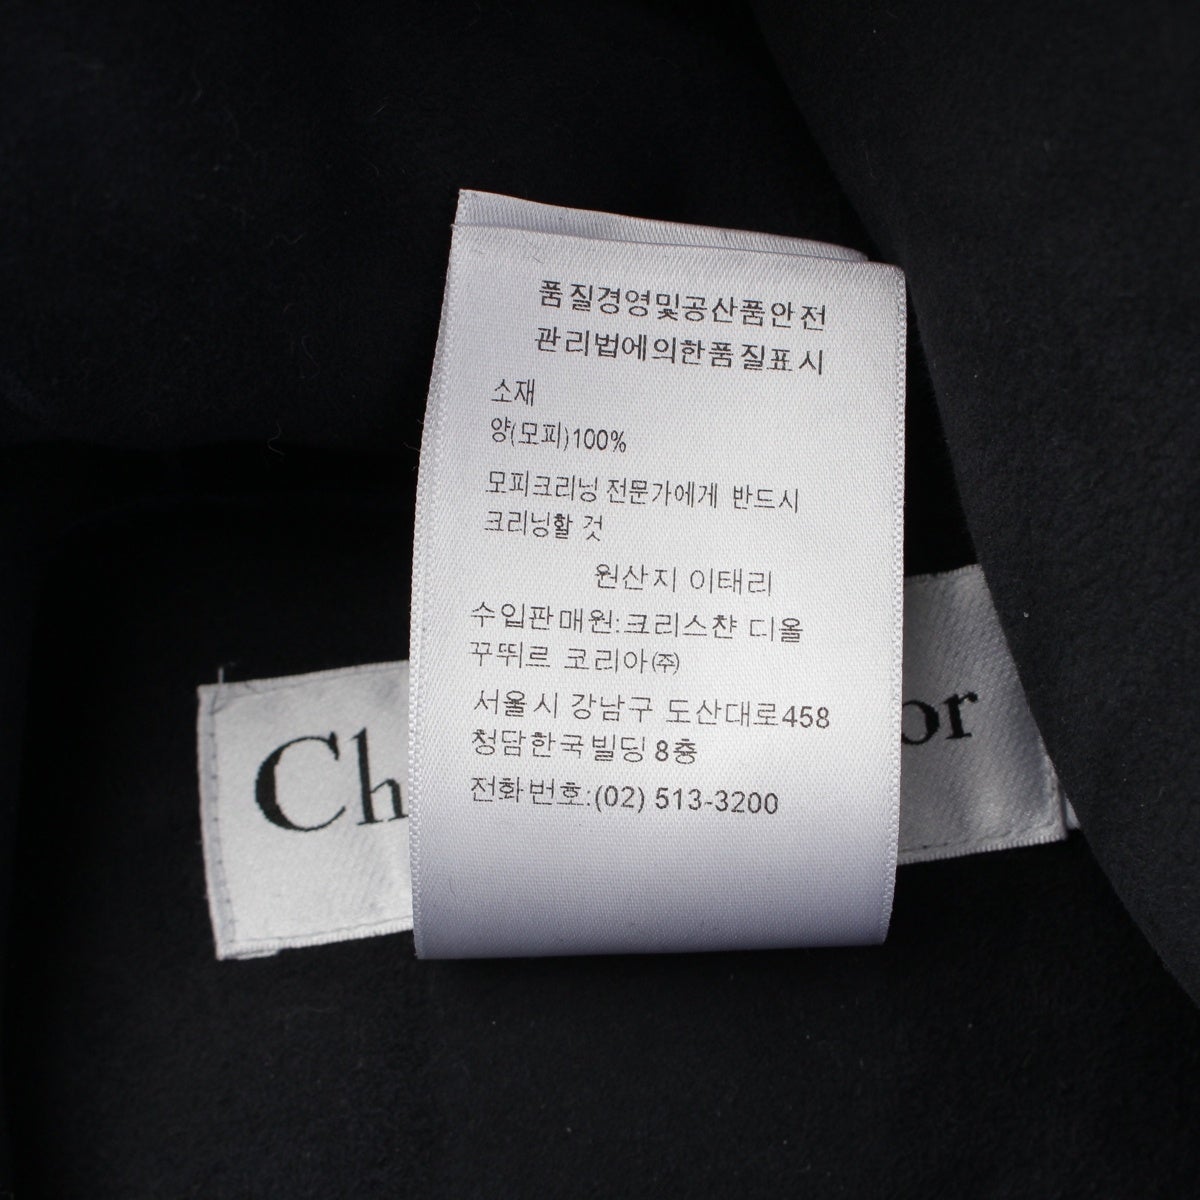 품질경영및공산품안전
관리법에의한품질표시
소재
양(모피)100%
모피크리닝 전문가에게 반드시
크리닝활 것
원산지 이태리
수입판매원:크리스챤 디올
꾸뛰르 코리아㈜
서울시 강남구 도산대로458
청담한국빌딩 8층
전화번호:(02) 513-3200
Ch or